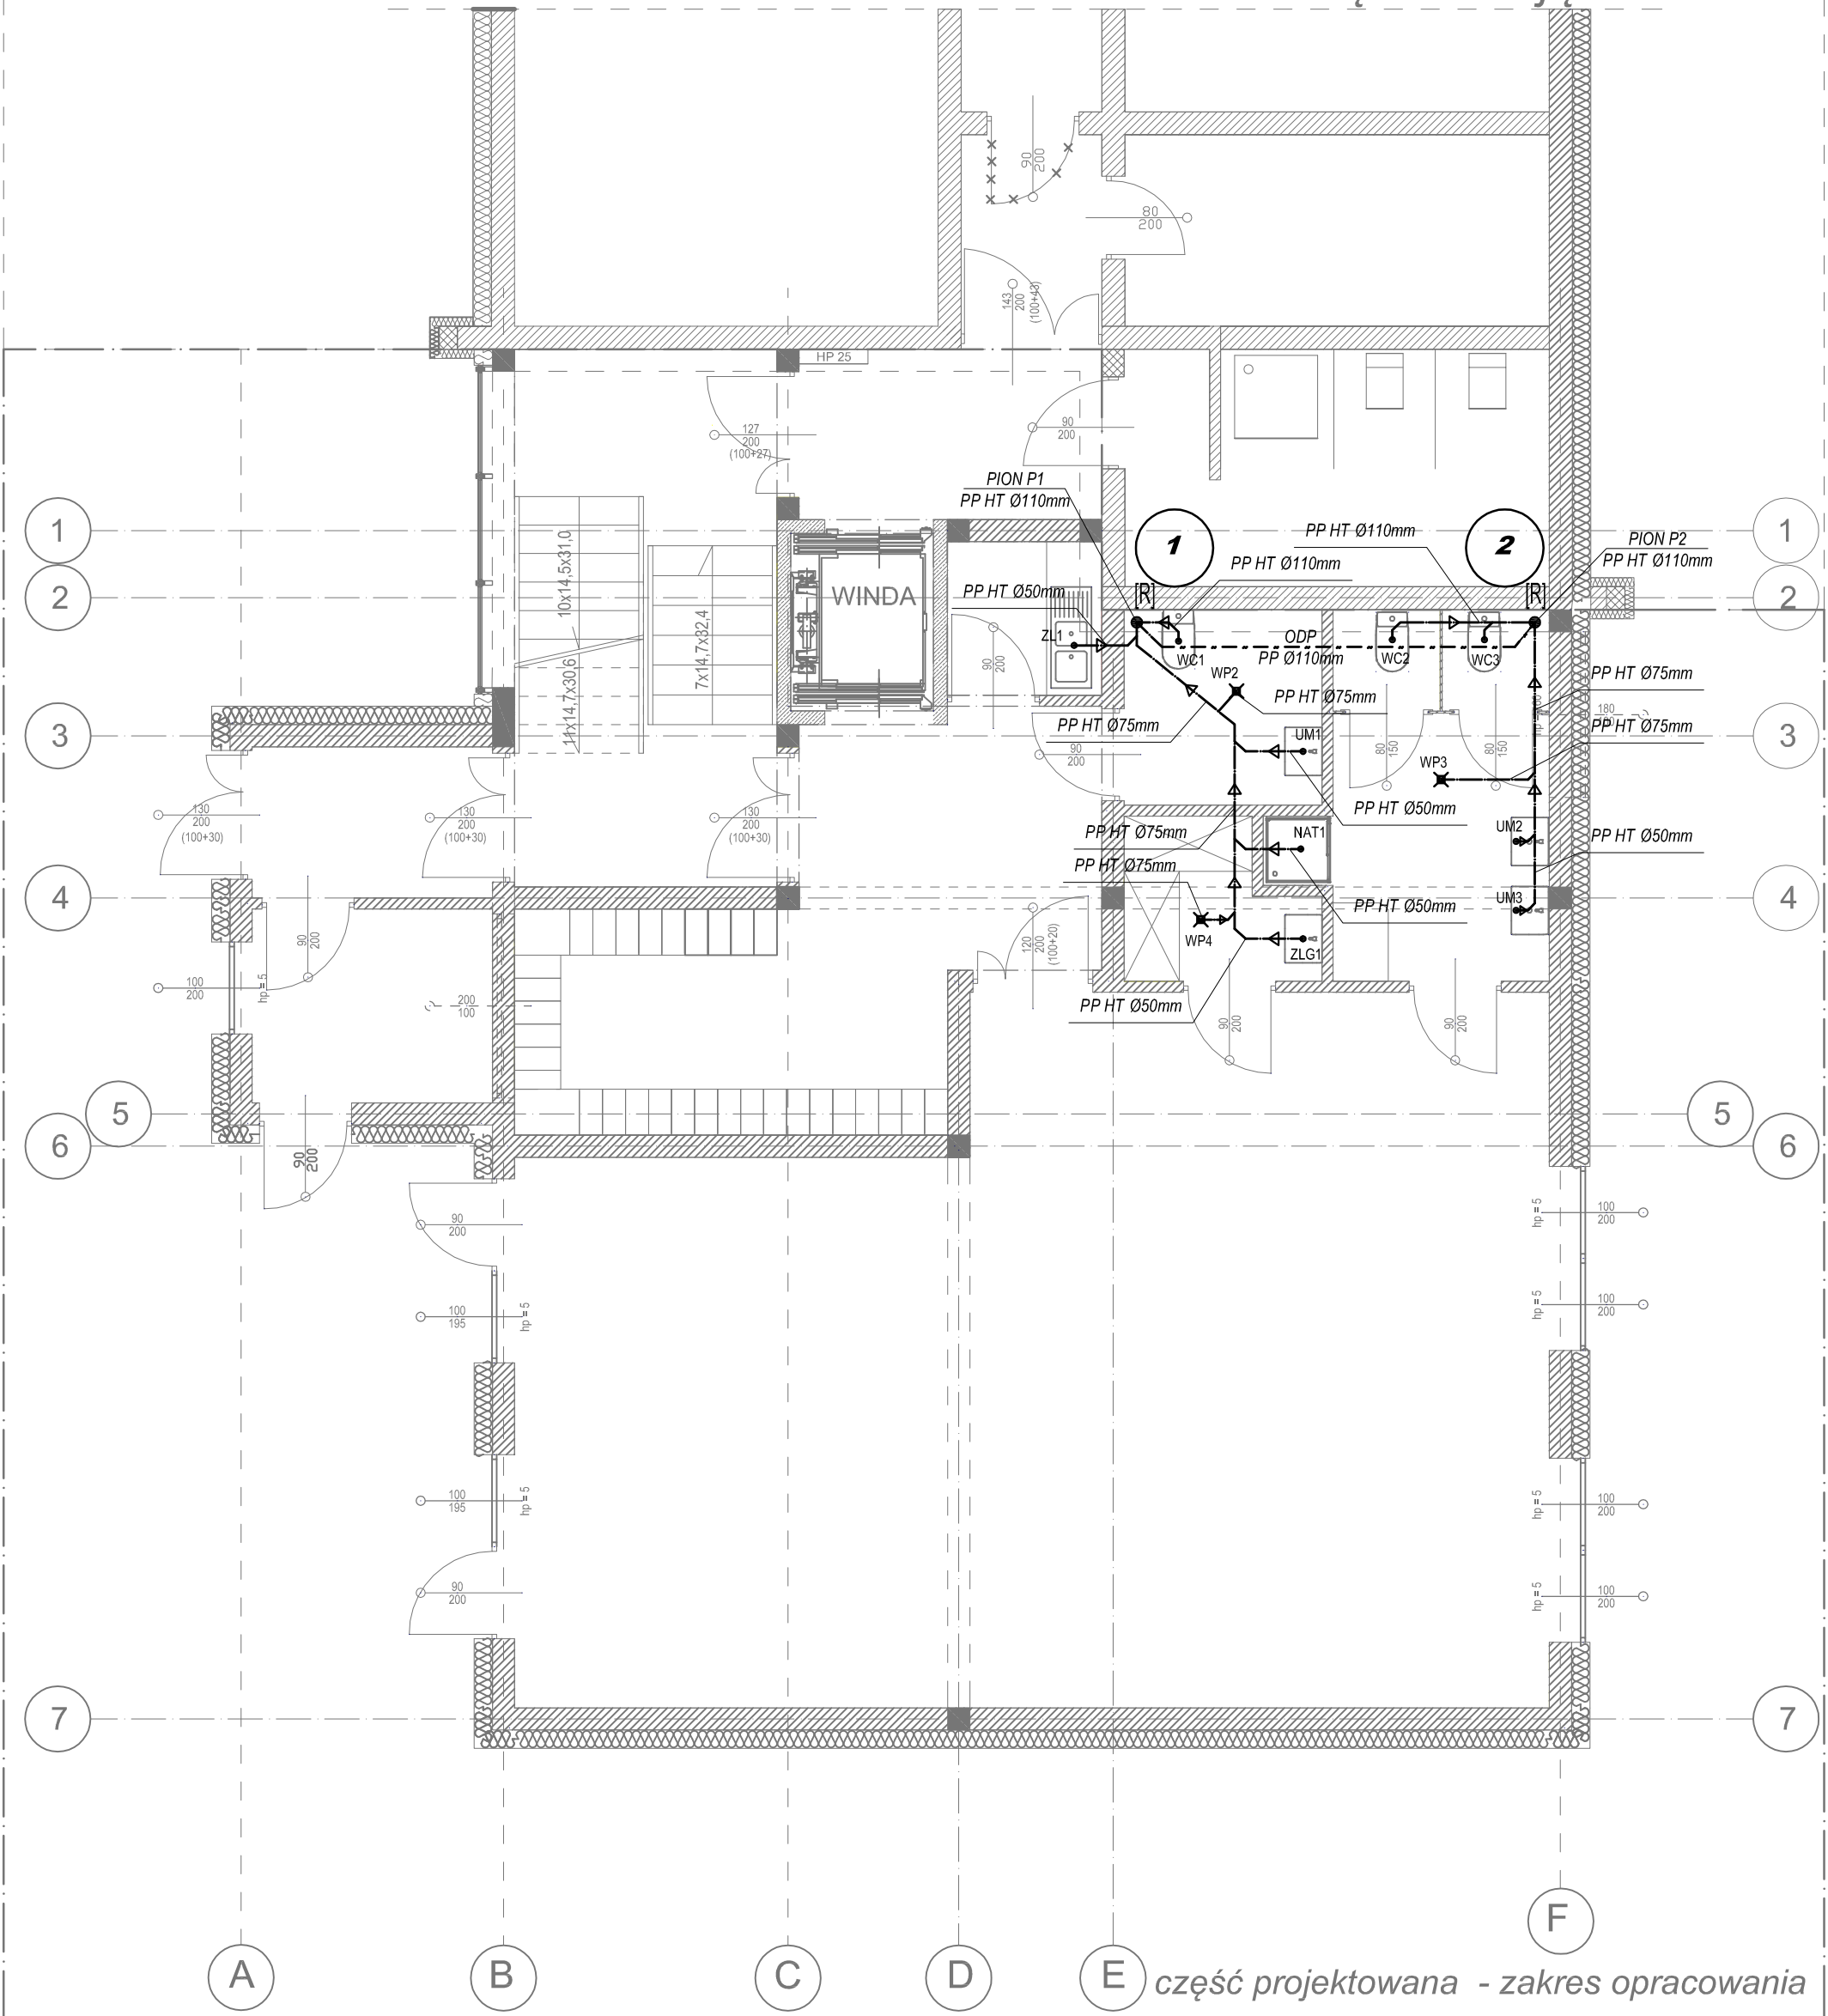 90
200
80
200
143
200
(100+43)
HP 25
127
200
(100+27)
90
200
PION P1
PP HT Ø110mm
1
2
PP HT Ø110mm
PP HT Ø110mm
PION P2
PP HT Ø110mm
1
1
2
2
10x14,5x31,0
11x14,7x30,6
7x14,7x32,4
WINDA
PP HT Ø50mm
[R]
[R]
ZL1
WC1
ODP
PP Ø110mm
WC2
WC3
90
200
WP2
PP HT Ø75mm
PP HT Ø75mm
PP HT Ø75mm
PP HT Ø75mm
180
3
3
UM1
90
200
80
150
80
150
WP3
130
200
(100+30)
130
200
(100+30)
130
200
(100+30)
PP HT Ø50mm
PP HT Ø75mm
NAT1
UM2
PP HT Ø50mm
PP HT Ø75mm
4
4
UM3
PP HT Ø50mm
90
200
120
200
(100+20)
WP4
ZLG1
100
200
hp = 5
200
100
PP HT Ø50mm
90
200
90
200
5
5
6
6
90
200
90
200
hp = 5
100
200
100
195
hp = 5
hp = 5
100
200
100
195
hp = 5
hp = 5
100
200
90
200
hp = 5
100
200
7
7
A
B
C
D
E
F
część projektowana - zakres opracowania